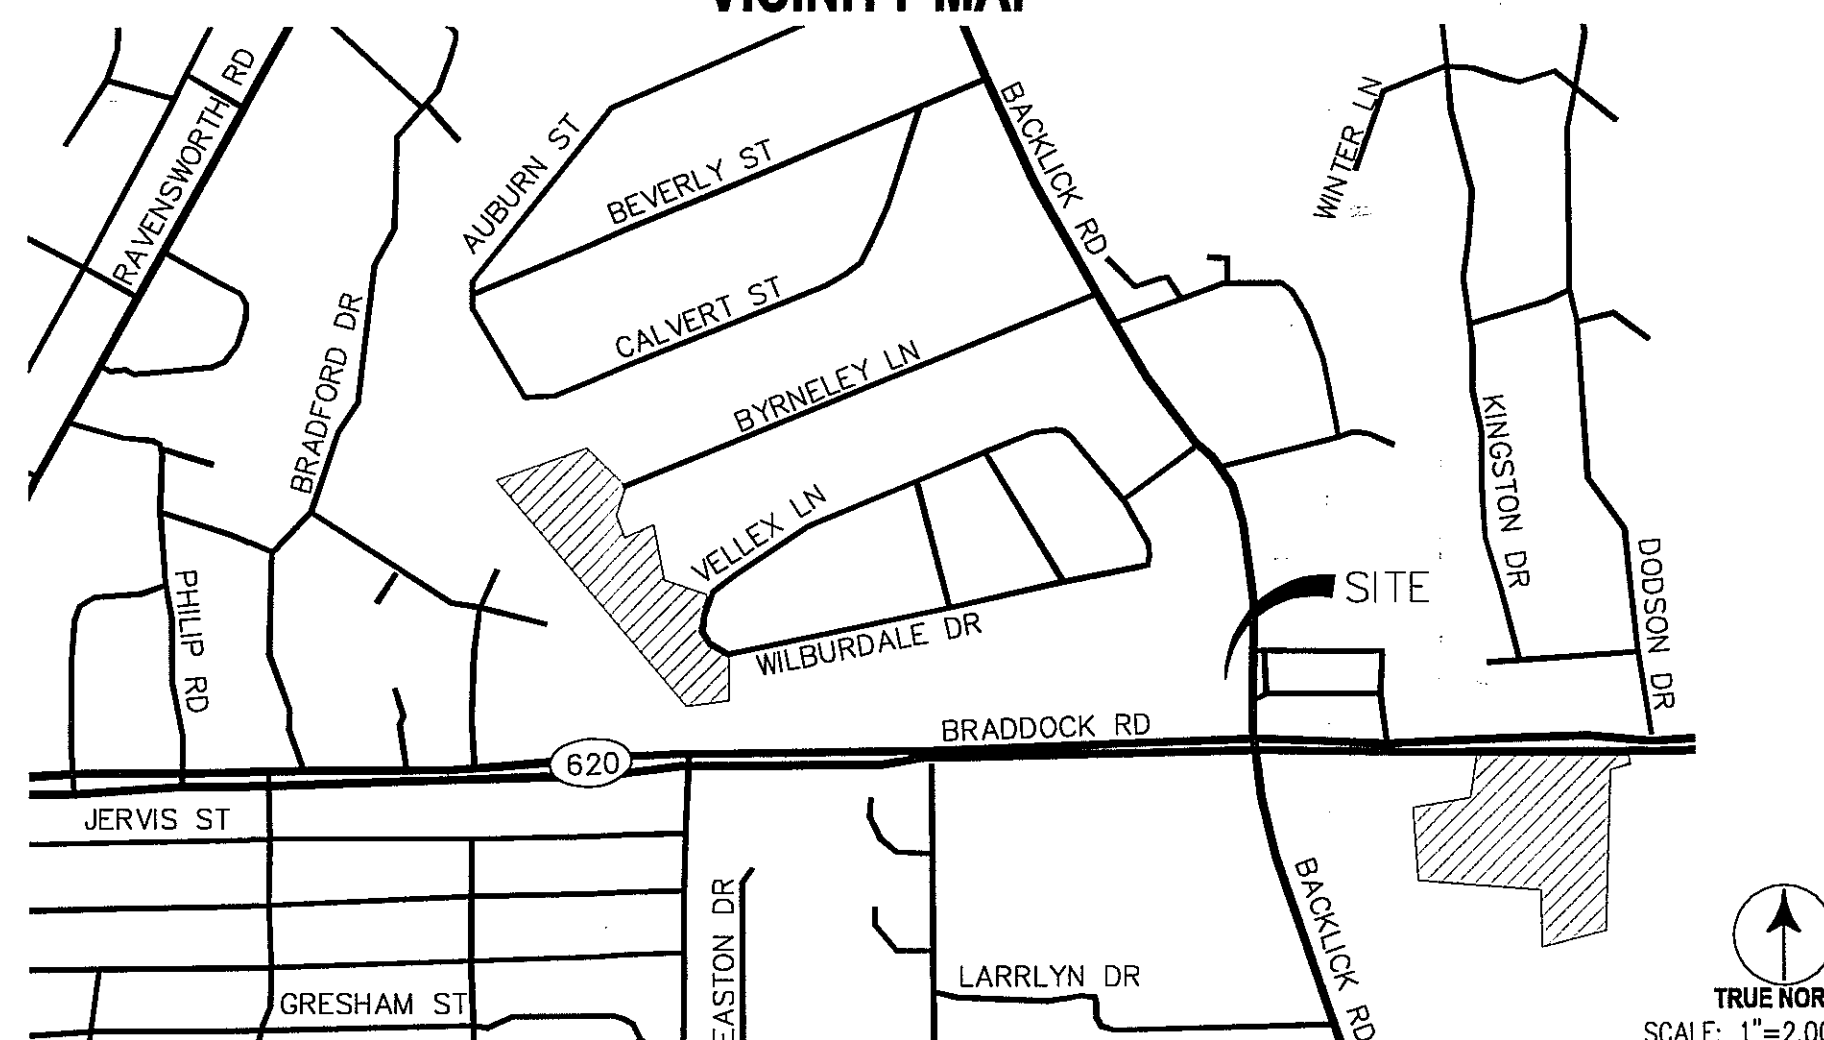 VICINITY MAP
RAVENSWORTH RD
AUBURN ST
BEVERLY ST
BACKLICK RD
WINTER LN
CALVERT ST
BRADFORD DR
BYRNELEY LN
KINGSTON DR
VELLEX LN
DODSON DR
SITE
PHILIP RD
WILBURDALE DR
DR
BRADDOCK RD
620
JERVIS ST
EASTON DR
BACKLICK RD
LARRLYN DR
GRESHAM ST
TRUE NOR
SCALE: 1"=2,00